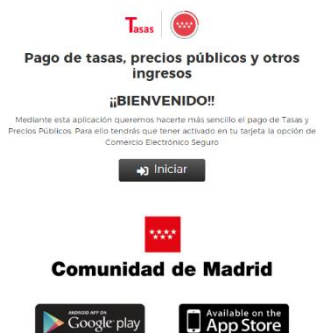 Tasas
Pago de tasas, precios públicos y otros
ingresos
¡¡BIENVENIDO!!
Mediante esta aplicación queremos hacerte más sencillo el pago de Tasas y
Precios Públicos. Para ello tendrás que tener activado en tu tarjeta la opción de
Comercio Electrónico Seguro
Iniciar
Comunidad de Madrid
ANDROID APP ON
Google play
Available on the
App Store